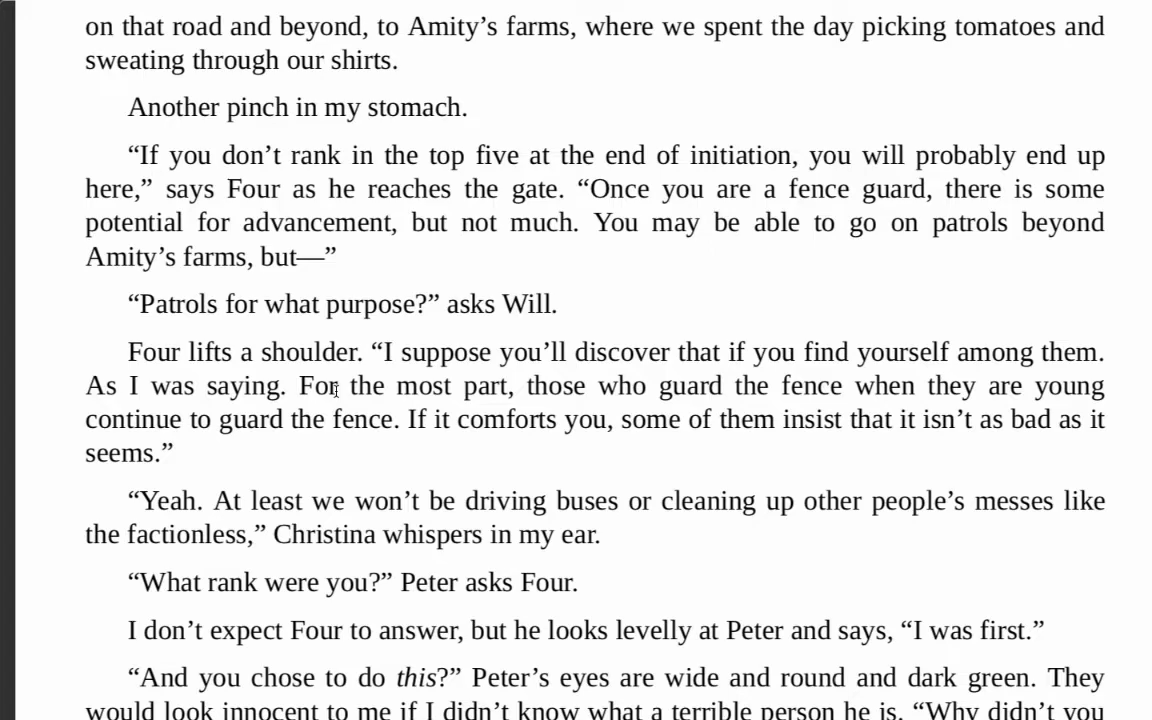 on that road and beyond, to Amity’s farms, where we spent the day picking tomatoes and
sweating through our shirts.
Another pinch in my stomach.
“If you don’t rank in the top five at the end of initiation, you will probably end up
here,” says Four as he reaches the gate. “Once you are a fence guard, there is some
potential for advancement, but not much. You may be able to go on patrols beyond
Amity’s farms, but—”
“Patrols for what purpose?” asks Will.
Four lifts a shoulder. “I suppose you’ll discover that if you find yourself among them.
As I was saying. For the most part, those who guard the fence when they are young
continue to guard the fence. If it comforts you, some of them insist that it isn’t as bad as it
seems.”
“Yeah. At least we won’t be driving buses or cleaning up other people’s messes like
the factionless,” Christina whispers in my ear.
“What rank were you?” Peter asks Four.
I don’t expect Four to answer, but he looks levelly at Peter and says, “I was first.”
“And you chose to do this?” Peter’s eyes are wide and round and dark green. They
would look innocent to me if I didn’t know what a terrible person he is. “Why didn’t you